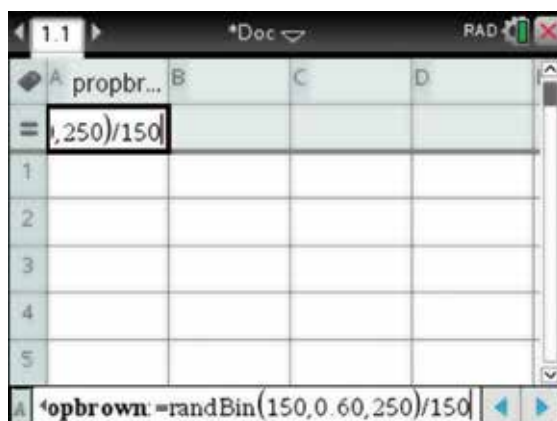 1.1 *Doc RAD
A propbr... B C D
= ,250)/150
1
2
3
4
5
A opbrown:=randBin(150,0.60,250)/150